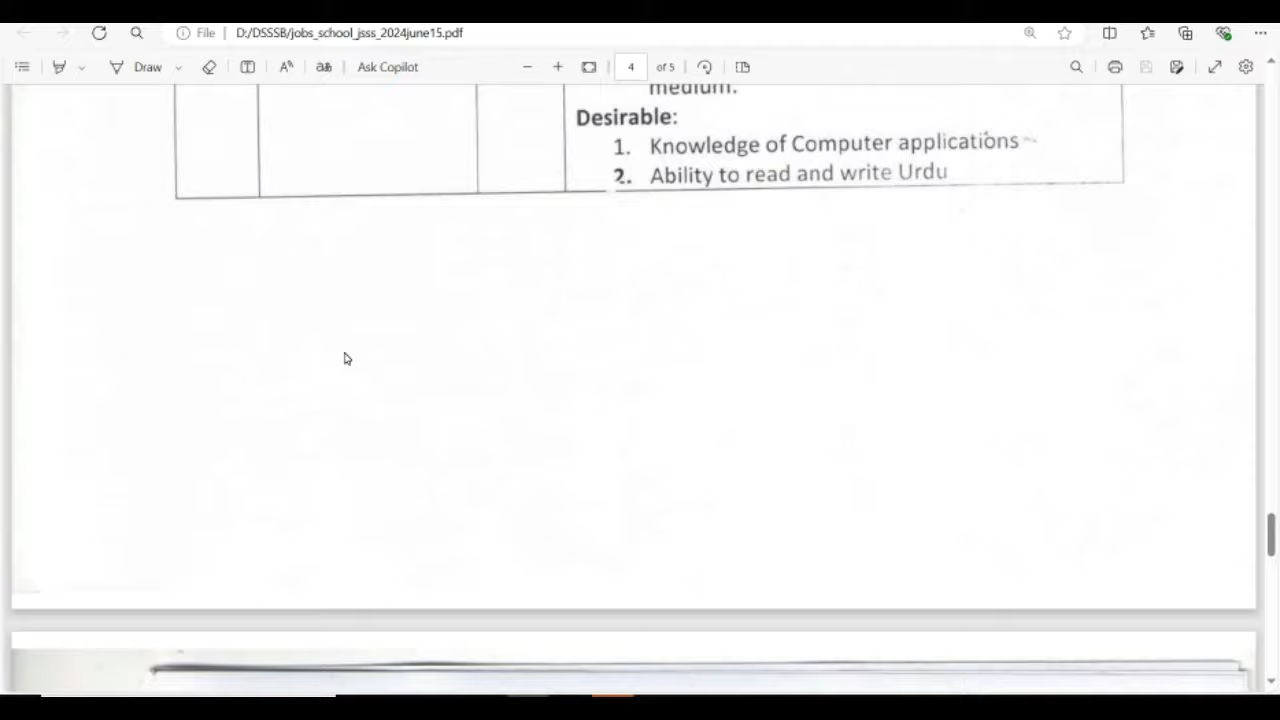 File D:/DSSSB/jobs_school_jsss_2024june15.pdf
Draw Ask Copilot 4 of 5
medium.
Desirable:
1. Knowledge of Computer applications
2. Ability to read and write Urdu